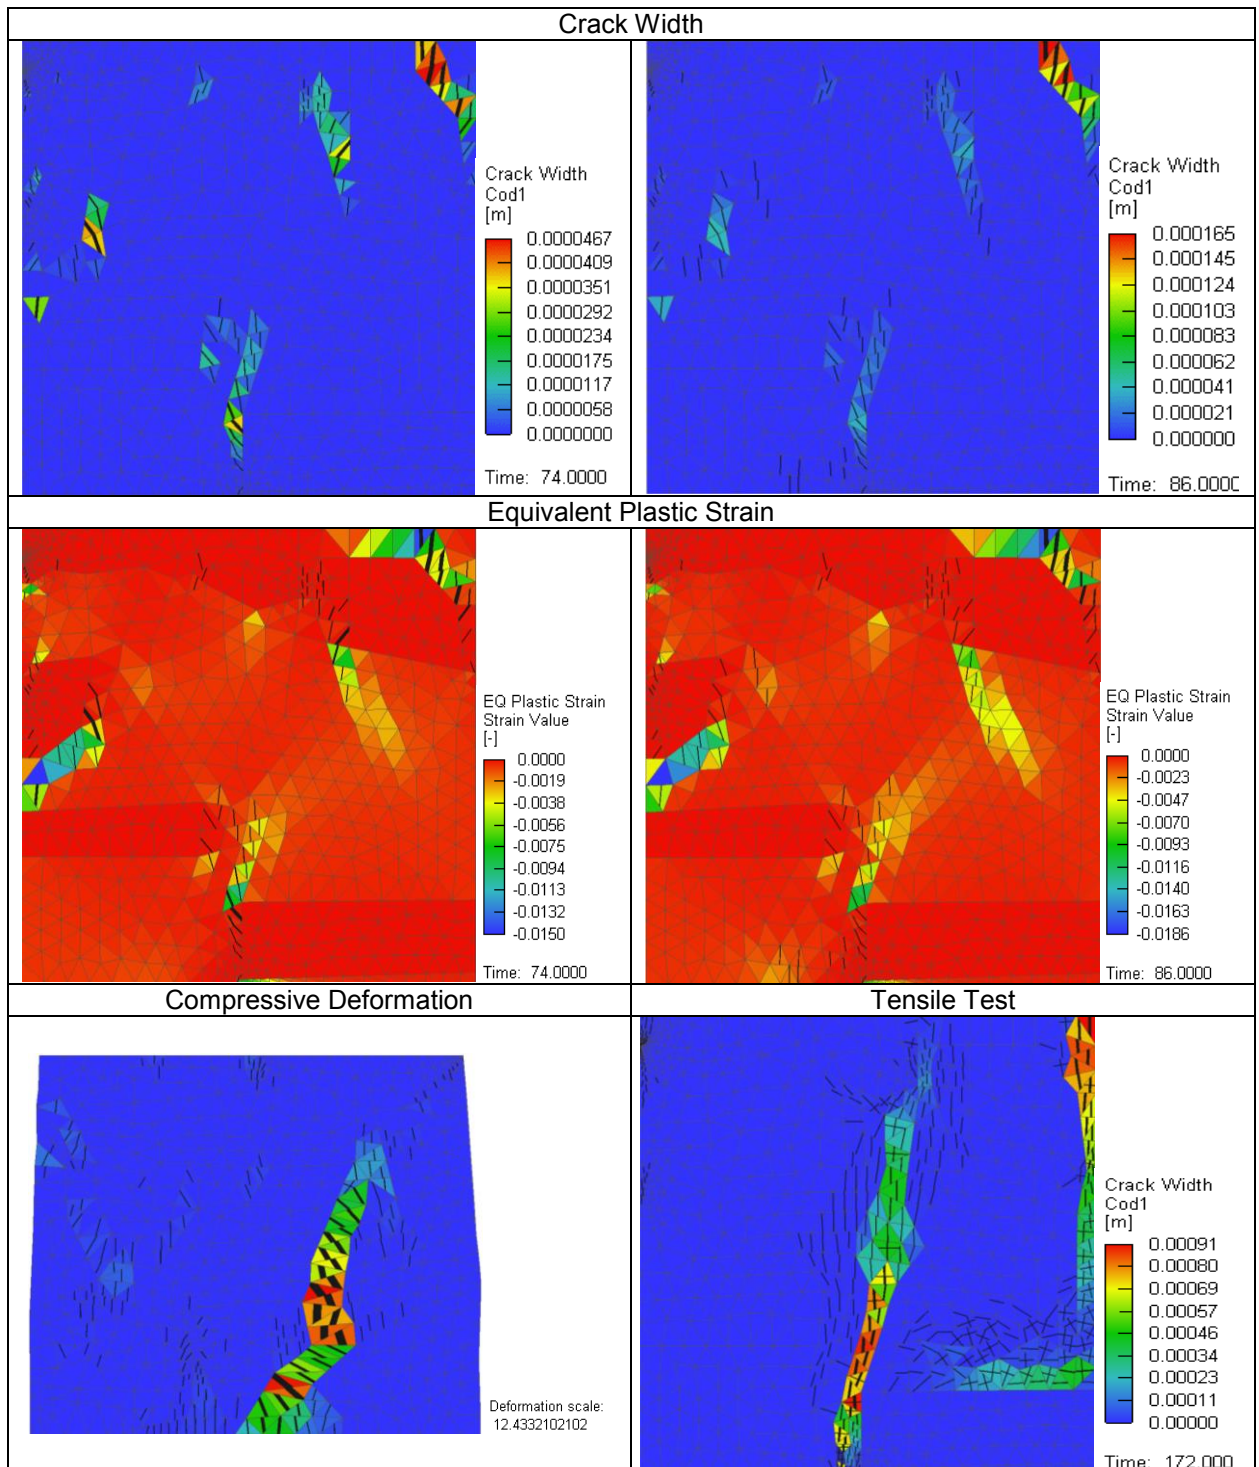 Crack Width
Crack Width
Cod1
[m]
0.0000467
0.0000409
0.0000351
0.0000292
0.0000234
0.0000175
0.0000117
0.0000058
0.0000000
Time: 74.0000
Crack Width
Cod1
[m]
0.000165
0.000145
0.000124
0.000103
0.000083
0.000062
0.000041
0.000021
0.000000
Time: 86.0000
Equivalent Plastic Strain
EQ Plastic Strain
Strain Value
[-]
0.0000
-0.0019
-0.0038
-0.0056
-0.0075
-0.0094
-0.0113
-0.0132
-0.0150
Time: 74.0000
EQ Plastic Strain
Strain Value
[-]
0.0000
-0.0023
-0.0047
-0.0070
-0.0093
-0.0116
-0.0140
-0.0163
-0.0186
Time: 86.0000
Compressive Deformation
Tensile Test
Deformation scale:
12.4332102102
Crack Width
Cod1
[m]
0.00091
0.00080
0.00069
0.00057
0.00046
0.00034
0.00023
0.00011
0.00000
Time: 172.000